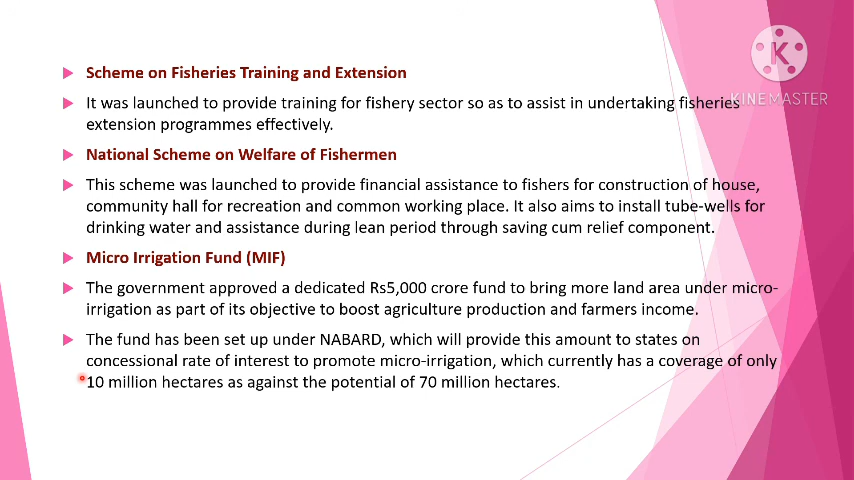 Scheme on Fisheries Training and Extension
It was launched to provide training for fishery sector so as to assist in undertaking fisheries
extension programmes effectively.
National Scheme on Welfare of Fishermen
This scheme was launched to provide financial assistance to fishers for construction of house,
community hall for recreation and common working place. It also aims to install tube-wells for
drinking water and assistance during lean period through saving cum relief component.
Micro Irrigation Fund (MIF)
The government approved a dedicated Rs5,000 crore fund to bring more land area under micro-
irrigation as part of its objective to boost agriculture production and farmers income.
The fund has been set up under NABARD, which will provide this amount to states on
concessional rate of interest to promote micro-irrigation, which currently has a coverage of only
10 million hectares as against the potential of 70 million hectares.
K
KINEMASTER